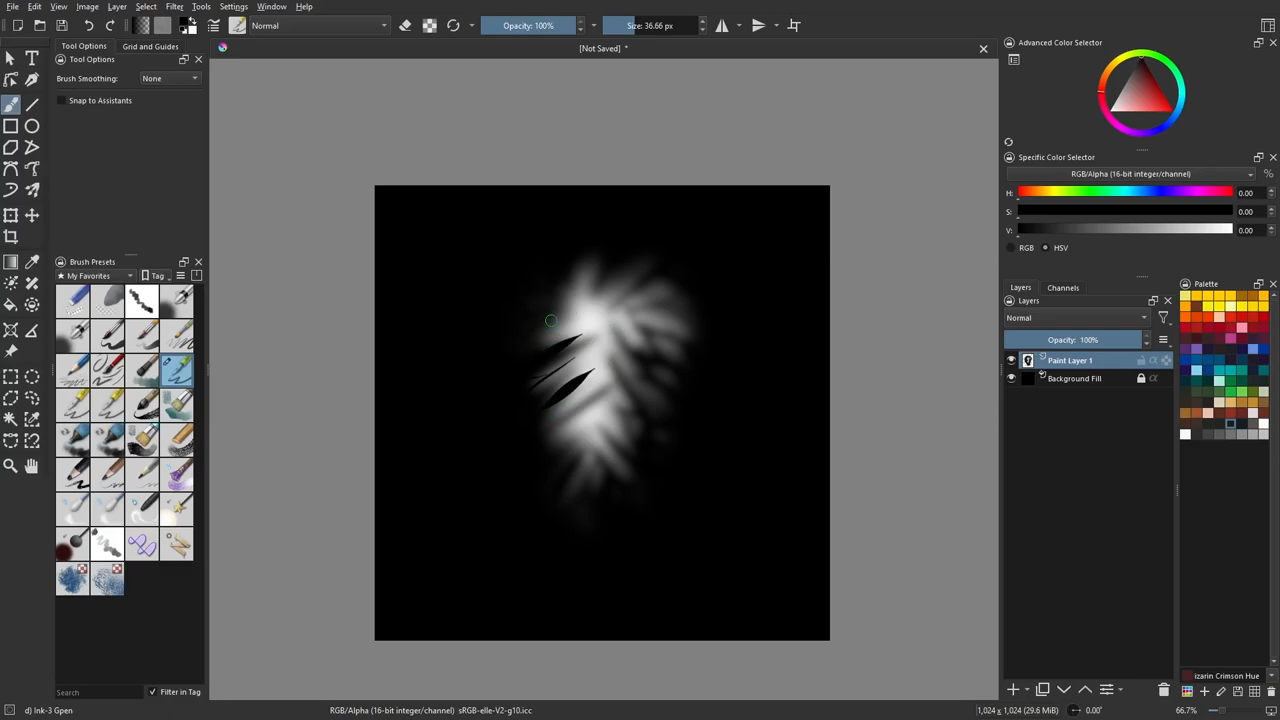 File Edit View Image Layer Select Filter Tools Settings Window Help
Normal
Opacity: 100%
Size: 36.66 px
[Not Saved] *
Tool Options Grid and Guides
Tool Options
Brush Smoothing: None
Snap to Assistants
Brush Presets
My Favorites
Tag
Search
Filter in Tag
Advanced Color Selector
Specific Color Selector
RGB/Alpha (16-bit integer/channel)
%
H: 0.00
S: 0.00
V: 0.00
RGB HSV
Layers Channels
Layers
Normal
Opacity: 100%
Paint Layer 1
Background Fill
Palette
izarin Crimson Hue
d) Ink-3 Gpen
RGB/Alpha (16-bit integer/channel) sRGB-elle-V2-g10.icc
1,024 x 1,024 (29.6 MiB)
0.00°
66.7%